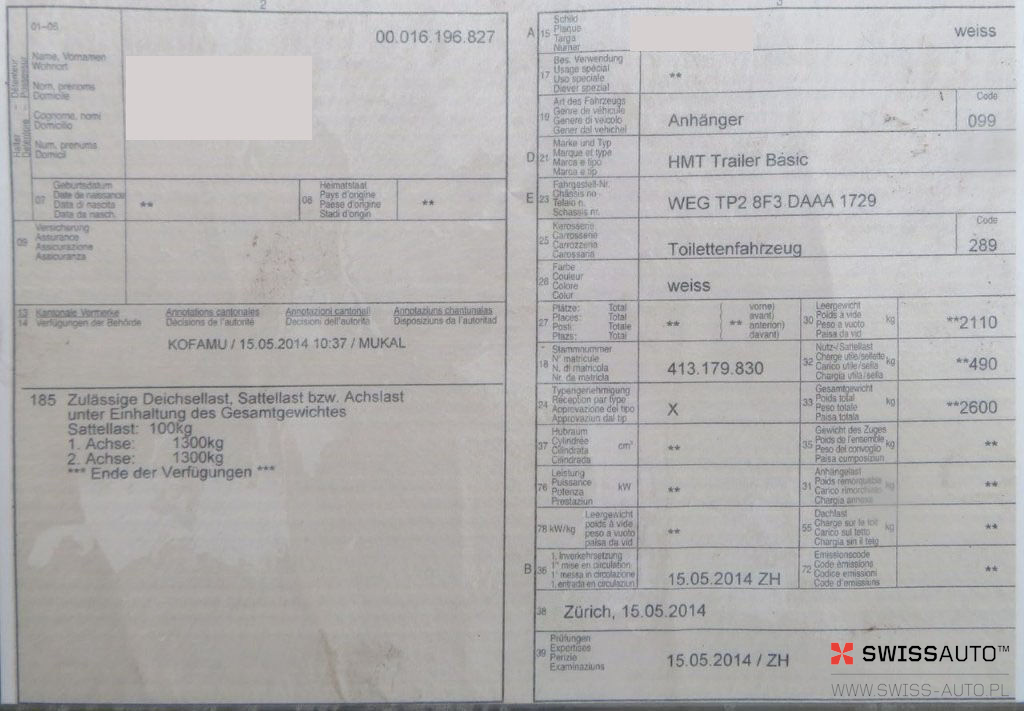 2
01–06
00.016.196.827
Name, Vornamen
Wohnort
Nom, prénoms
Domicile
Cognome, nomi
Domicilio
Num, prenums
Domicil
07
Geburtsdatum
Date de naissance
Data di nascita
Data da nasch.
**
08
Heimatstaat
Pays d'origine
Paese d'origine
Stadi d'origin
**
09
Versicherung
Assurance
Assicurazione
Assicuranza
13
14
Kantonale Vermerke
Verfügungen der Behörde
Annotations cantonales
Décisions de l'autorité
Annotazioni cantonali
Decisioni dell'autorità
Annotaziuns chantunalas
Disposiziuns da l'autoritad
KOFAMU / 15.05.2014 10:37 / MUKAL
185 Zulässige Deichsellast, Sattellast bzw. Achslast
unter Einhaltung des Gesamtgewichtes
Sattellast: 100kg
1. Achse: 1300kg
2. Achse: 1300kg
*** Ende der Verfügungen ***
A 15
Schild
Plaque
Targa
Numer
weiss
17
Bes. Verwendung
Usage spécial
Uso speciale
Diever spezial
**
19
Art des Fahrzeugs
Genre de véhicule
Genere di veicolo
Gener dal vehichel
Anhänger
Code
099
D 21
Marke und Typ
Marque et type
Marca e tipo
Marca e tip
HMT Trailer Basic
E 23
Fahrgestell-Nr.
Châssis no
Telaio n.
Schassis nr.
WEG TP2 8F3 DAAA 1729
25
Karosserie
Carrosserie
Carrozzeria
Carossaria
Toilettenfahrzeug
Code
289
26
Farbe
Couleur
Colore
Colur
weiss
27
Plätze: Total
Places: Total
Posti: Totale
Plazs: Total
**
( vorne)
( avant)
** anterion)
( davant)
30
Leergewicht
Poids à vide
Peso a vuoto
Paisa da vid
kg
**2110
18
Stammnummer
N° matricule
N. di matricola
Nr. da matricla
413.179.830
32
Nutz-/Sattellast
Charge utile/sellette
Carico utile/sella
Chargia utila/sella
kg
**490
24
Typengenehmigung
Réception par type
Approvazione del tipo
Approvaziun dal tip
X
33
Gesamtgewicht
Poids total
Peso totale
Paisa totala
kg
**2600
37
Hubraum
Cylindrée
Cilindrata
Cilindrada
cm³
**
35
Gewicht des Zuges
Poids de l'ensemble
Peso del convoglio
Paisa cumposiziun
kg
**
76
Leistung
Puissance
Potenza
Prestaziun
kW
**
31
Anhängelast
Poids remorquable
Carico rimorchiato
Chargia annexa
kg
**
78 kW/kg
Leergewicht
poids à vide
peso a vuoto
paisa da vid
**
55
Dachlast
Charge sur le toit
Carico sul tetto
Chargia sin il tetg
kg
**
B 36
1. Inverkehrsetzung
1re mise en circulation
1a messa in circolazione
1. entrada en circulaziun
15.05.2014 ZH
72
Emissionscode
Code émissions
Codice emissioni
Code d'emissiuns
**
38
Zürich, 15.05.2014
39
Prüfungen
Expertises
Perizie
Examinaziuns
15.05.2014 / ZH
SWISSAUTO™
WWW.SWISS-AUTO.PL